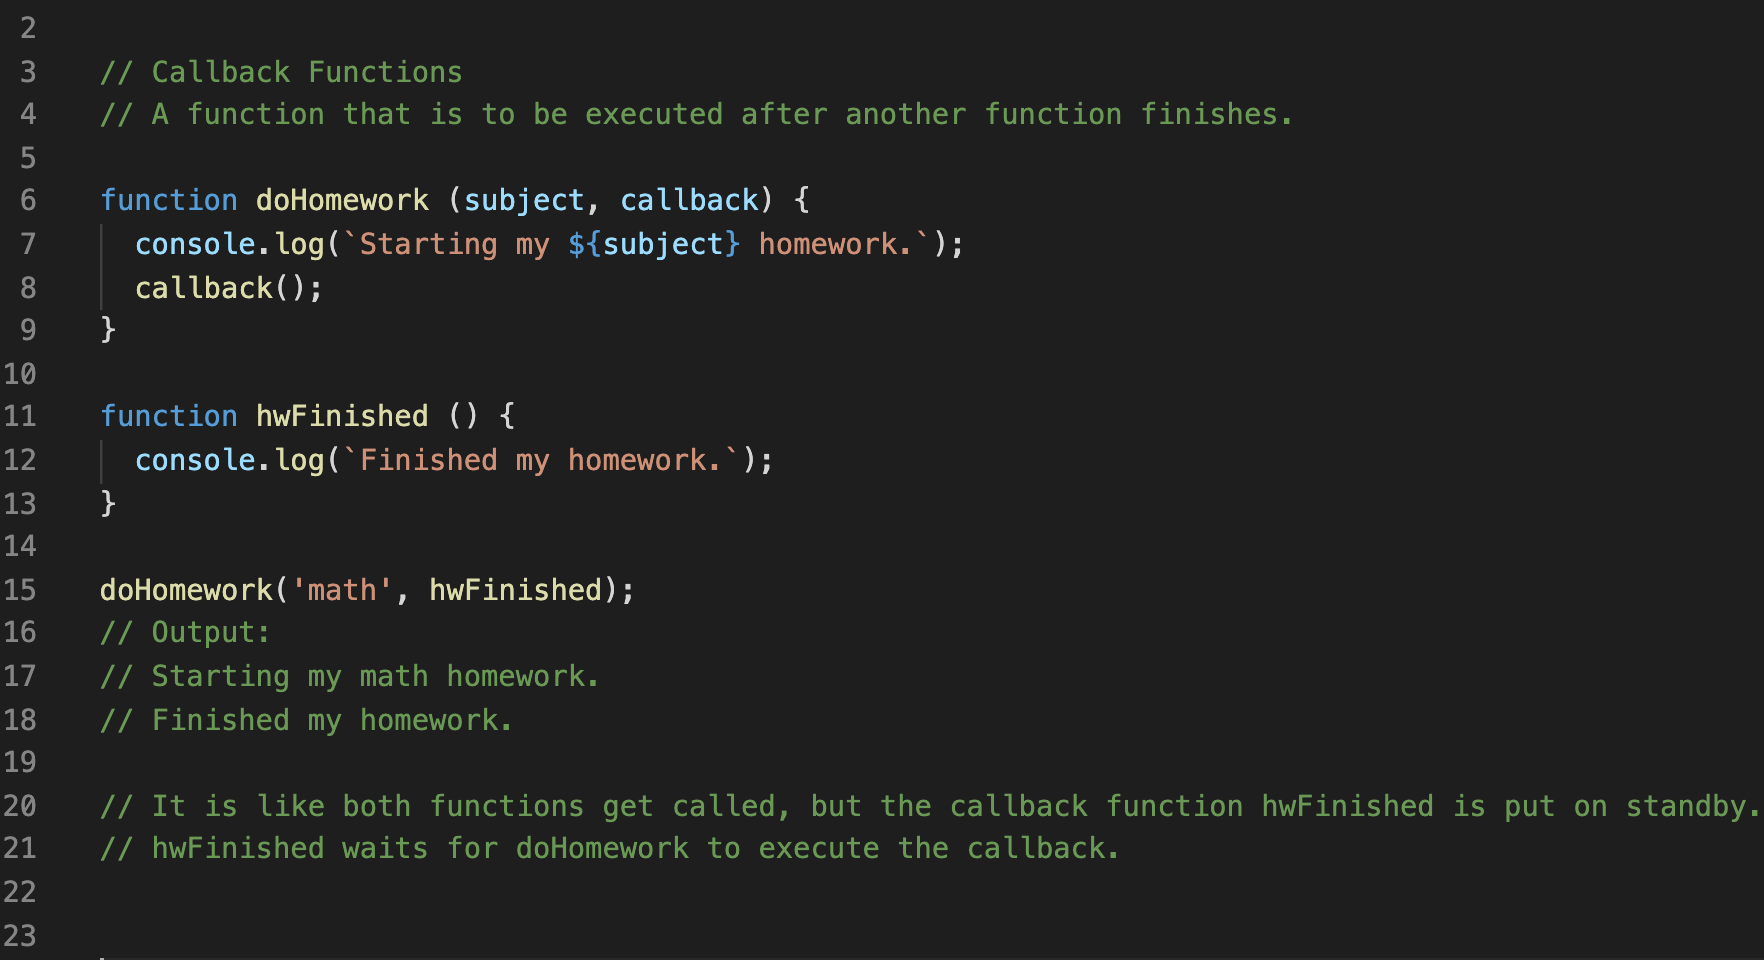 2
3 // Callback Functions
4 // A function that is to be executed after another function finishes.
5
6 function doHomework (subject, callback) {
7   console.log(`Starting my ${subject} homework.`);
8   callback();
9 }
10
11 function hwFinished () {
12   console.log(`Finished my homework.`);
13 }
14
15 doHomework('math', hwFinished);
16 // Output:
17 // Starting my math homework.
18 // Finished my homework.
19
20 // It is like both functions get called, but the callback function hwFinished is put on standby.
21 // hwFinished waits for doHomework to execute the callback.
22
23